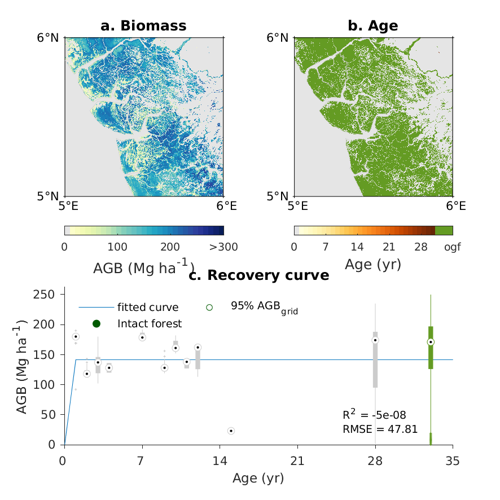 a. Biomass
b. Age
6°N
6°N
5°N
5°N
5°E
6°E
5°E
6°E
0
100
200
>300
0
7
14
21
28
ogf
AGB (Mg ha-1)
Age (yr)
c. Recovery curve
fitted curve
95% AGBgrid
Intact forest
250
200
150
100
50
0
AGB (Mg ha-1)
R2 = -5e-08
RMSE = 47.81
0
7
14
21
28
35
Age (yr)